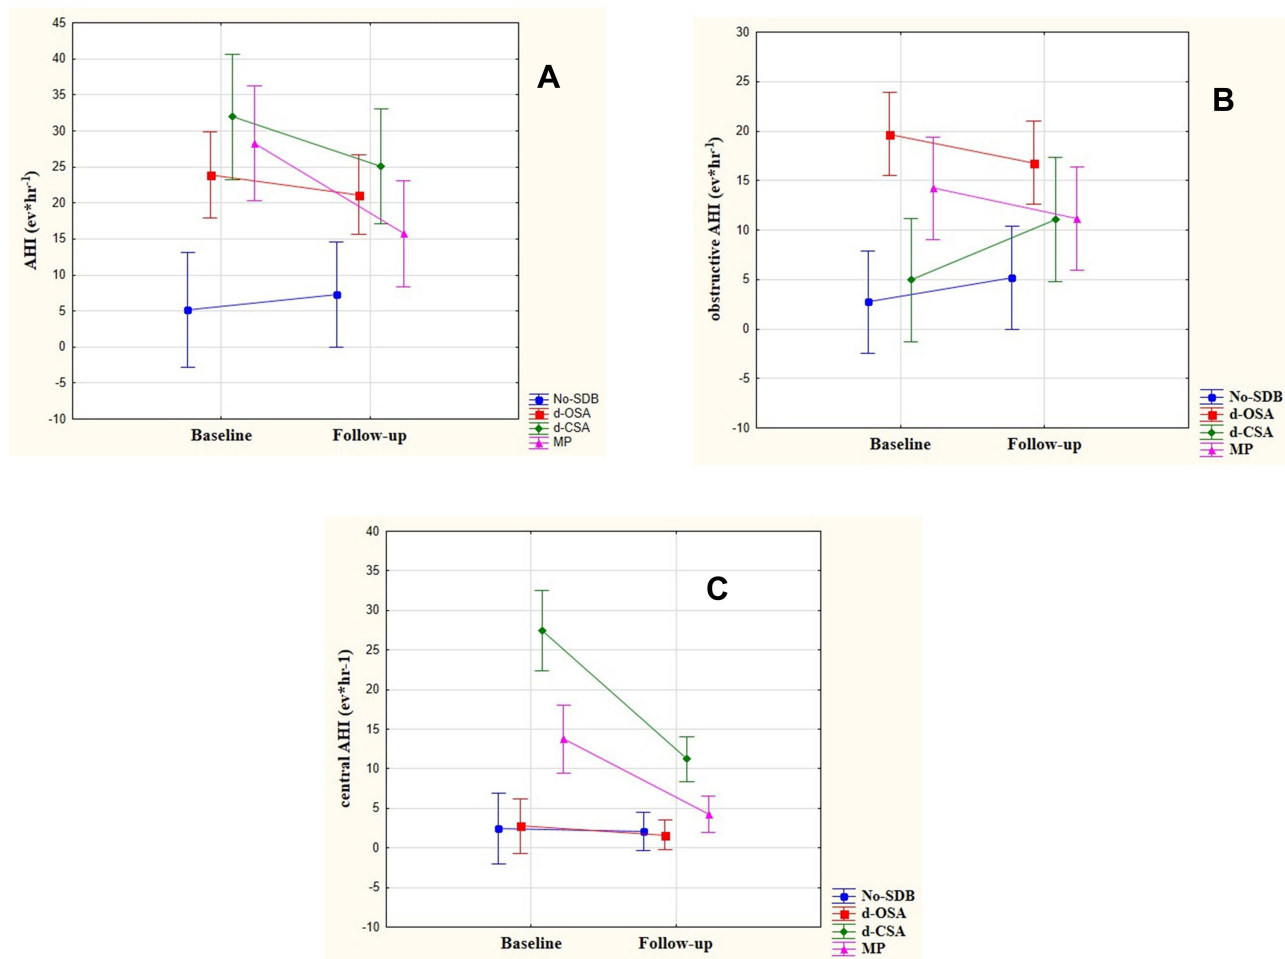 A
AHI (ev*hr⁻¹)
45
40
35
30
25
20
15
10
5
0
-5
-10
Baseline Follow-up
No-SDB
d-OSA
d-CSA
MP
B
obstructive AHI (ev*hr⁻¹)
30
25
20
15
10
5
0
-5
-10
Baseline Follow-up
No-SDB
d-OSA
d-CSA
MP
C
central AHI (ev*hr-1)
40
35
30
25
20
15
10
5
0
-5
-10
Baseline Follow-up
No-SDB
d-OSA
d-CSA
MP